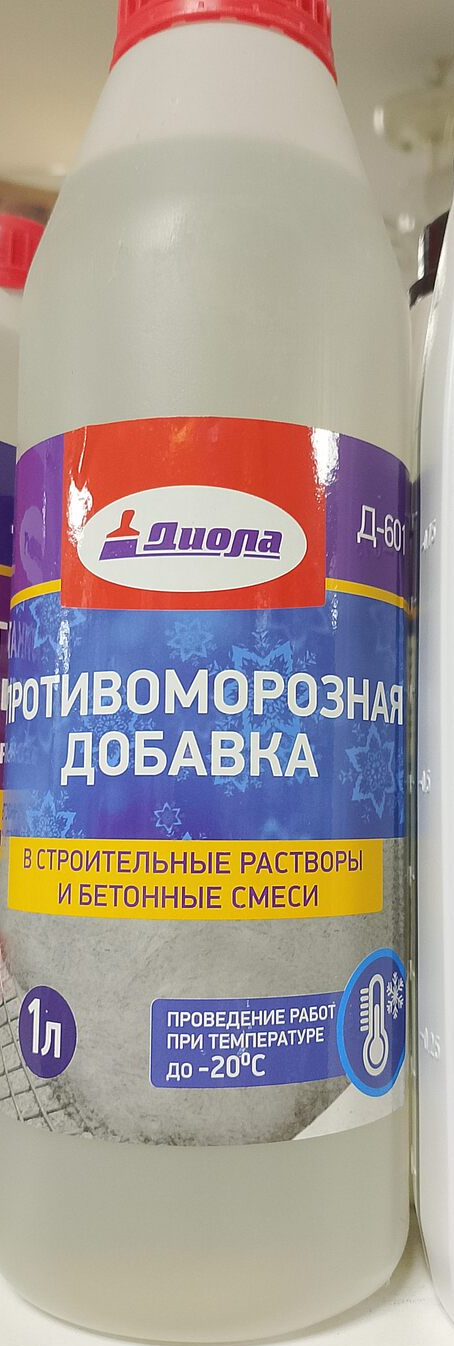 Диола
Д-601
ПРОТИВОМОРОЗНАЯ
ДОБАВКА
В СТРОИТЕЛЬНЫЕ РАСТВОРЫ
И БЕТОННЫЕ СМЕСИ
1л
ПРОВЕДЕНИЕ РАБОТ
ПРИ ТЕМПЕРАТУРЕ
ДО -20°C